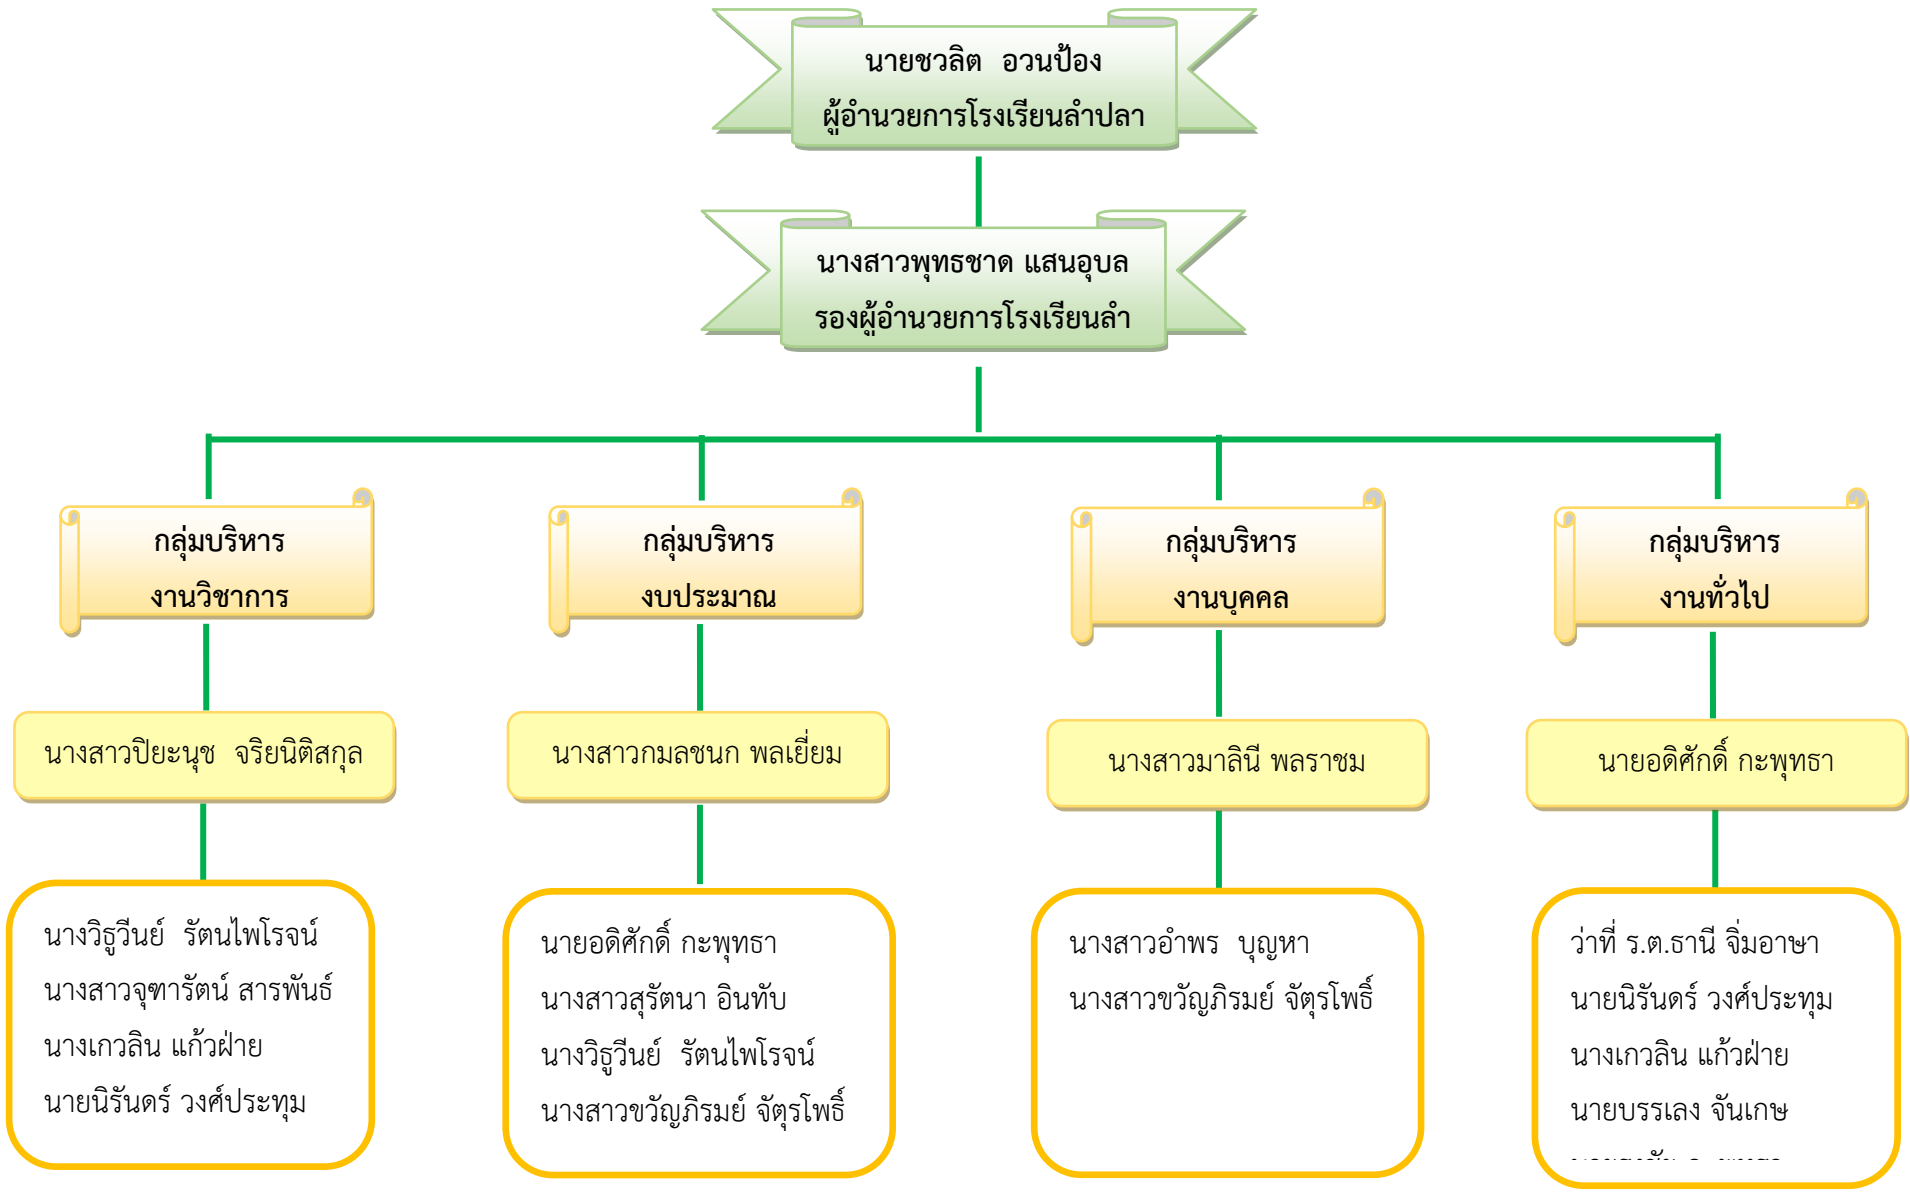 นายชวลิต  อวนป้อง
ผู้อำนวยการโรงเรียนลำปลา
นางสาวพุทธชาด แสนอุบล
รองผู้อำนวยการโรงเรียนลำ
กลุ่มบริหาร
งานวิชาการ
นางสาวปิยะนุช  จริยนิติสกุล
นางวิธูวีนย์  รัตนไพโรจน์
นางสาวจุฑารัตน์ สารพันธ์
นางเกวลิน แก้วฝ่าย
นายนิรันดร์ วงศ์ประทุม
กลุ่มบริหาร
งบประมาณ
นางสาวกมลชนก พลเยี่ยม
นายอดิศักดิ์ กะพุทธา
นางสาวสุรัตนา อินทับ
นางวิธูวีนย์  รัตนไพโรจน์
นางสาวขวัญภิรมย์ จัตุรโพธิ์
กลุ่มบริหาร
งานบุคคล
นางสาวมาลินี พลราชม
นางสาวอำพร  บุญหา
นางสาวขวัญภิรมย์ จัตุรโพธิ์
กลุ่มบริหาร
งานทั่วไป
นายอดิศักดิ์ กะพุทธา
ว่าที่ ร.ต.ธานี จิ่มอาษา
นายนิรันดร์ วงศ์ประทุม
นางเกวลิน แก้วฝ่าย
นายบรรเลง จันเกษ